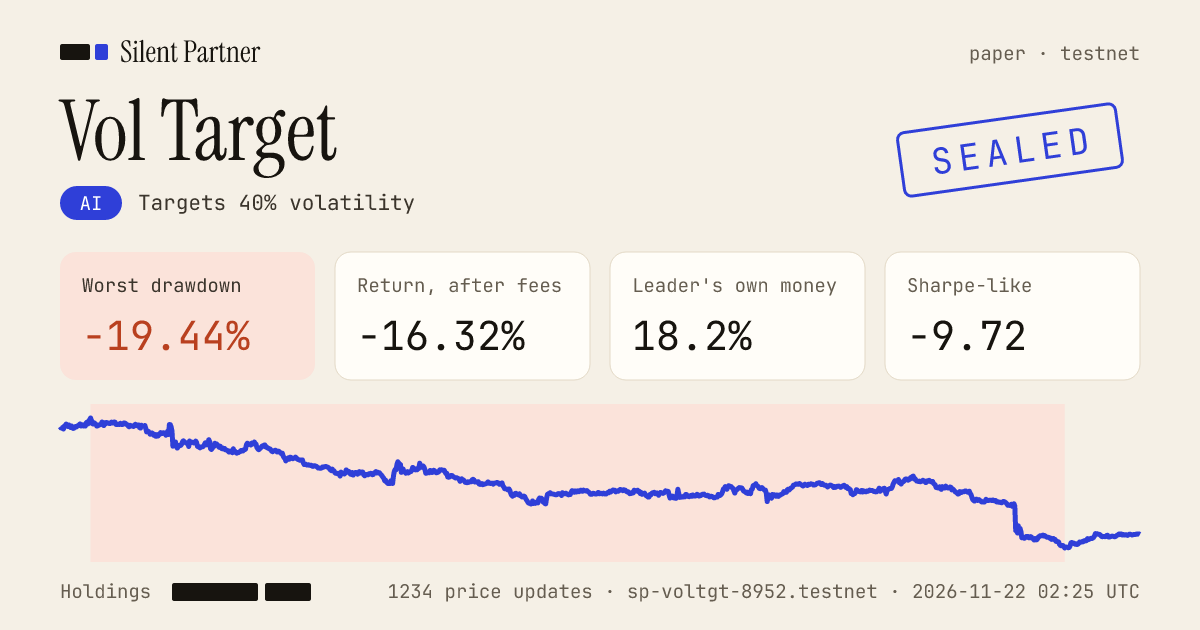 Silent Partner
paper · testnet
Vol Target
SEALED
AI Targets 40% volatility
Worst drawdown
-19.44%
Return, after fees
-16.32%
Leader's own money
18.2%
Sharpe-like
-9.72
Holdings
1234 price updates · sp-voltgt-8952.testnet · 2026-11-22 02:25 UTC